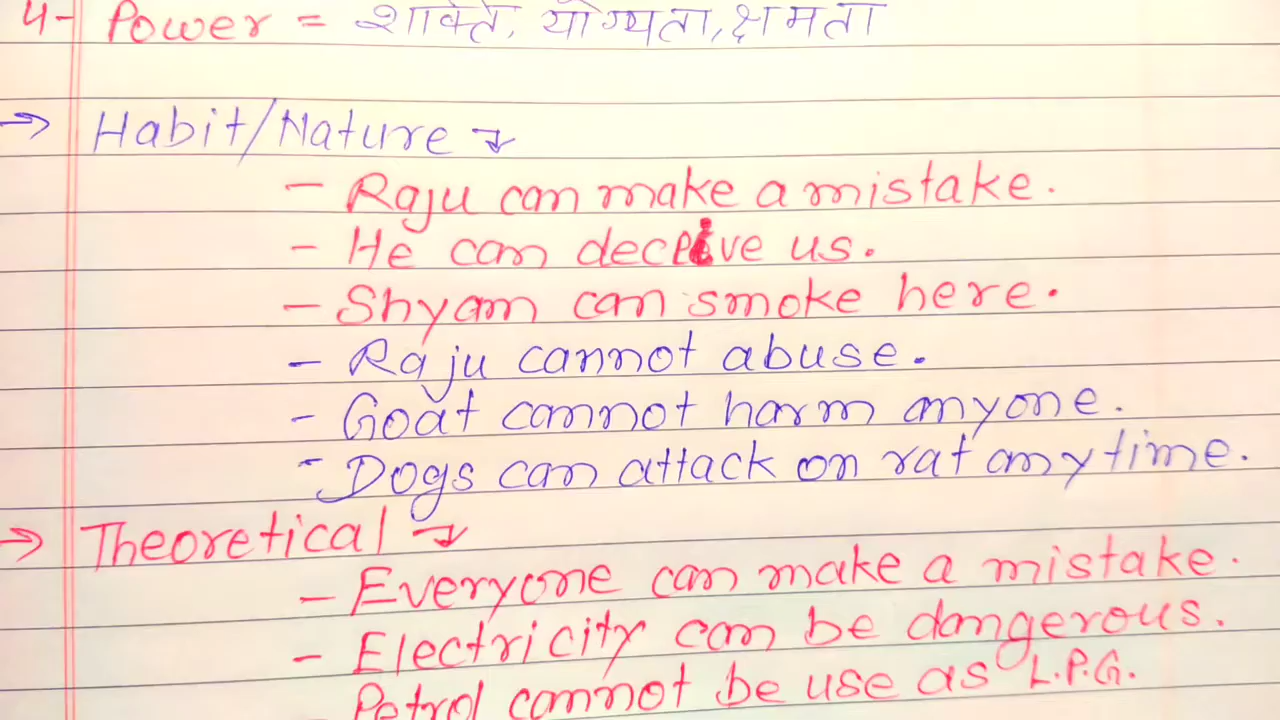 4- Power = शक्ति, योग्यता, क्षमता
→ Habit/Nature
- Raju can make a mistake.
- He can deceive us.
- Shyam can smoke here.
- Raju cannot abuse.
- Goat cannot harm anyone.
- Dogs can attack on rat anytime.
→ Theoretical
- Everyone can make a mistake.
- Electricity can be dangerous.
Petrol cannot be use as L.P.G.